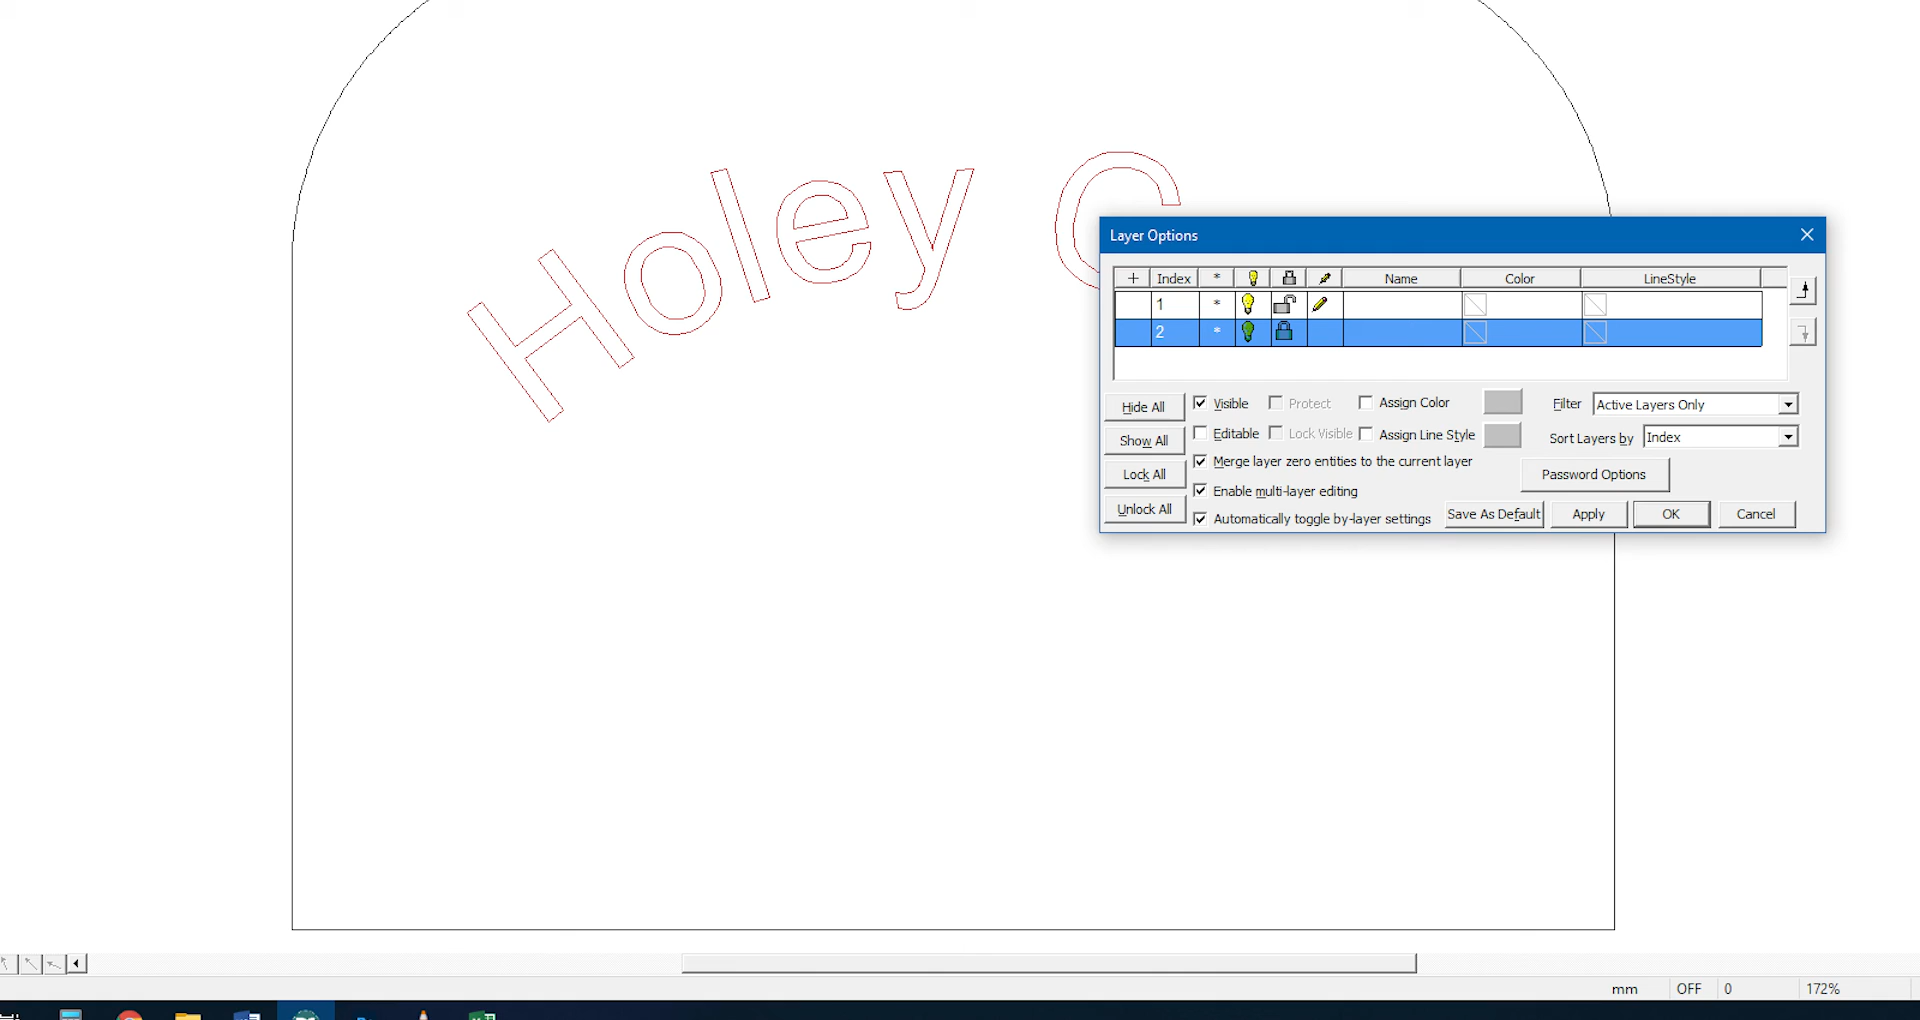 Holey C
Layer Options
+ Index * Name Color LineStyle
1 *
2 *
Hide All Visible Protect Assign Color Filter Active Layers Only
Show All Editable Lock Visible Assign Line Style Sort Layers by Index
Lock All Merge layer zero entities to the current layer Password Options
Unlock All Enable multi-layer editing
Automatically toggle by-layer settings Save As Default Apply OK Cancel
mm OFF 0 172%